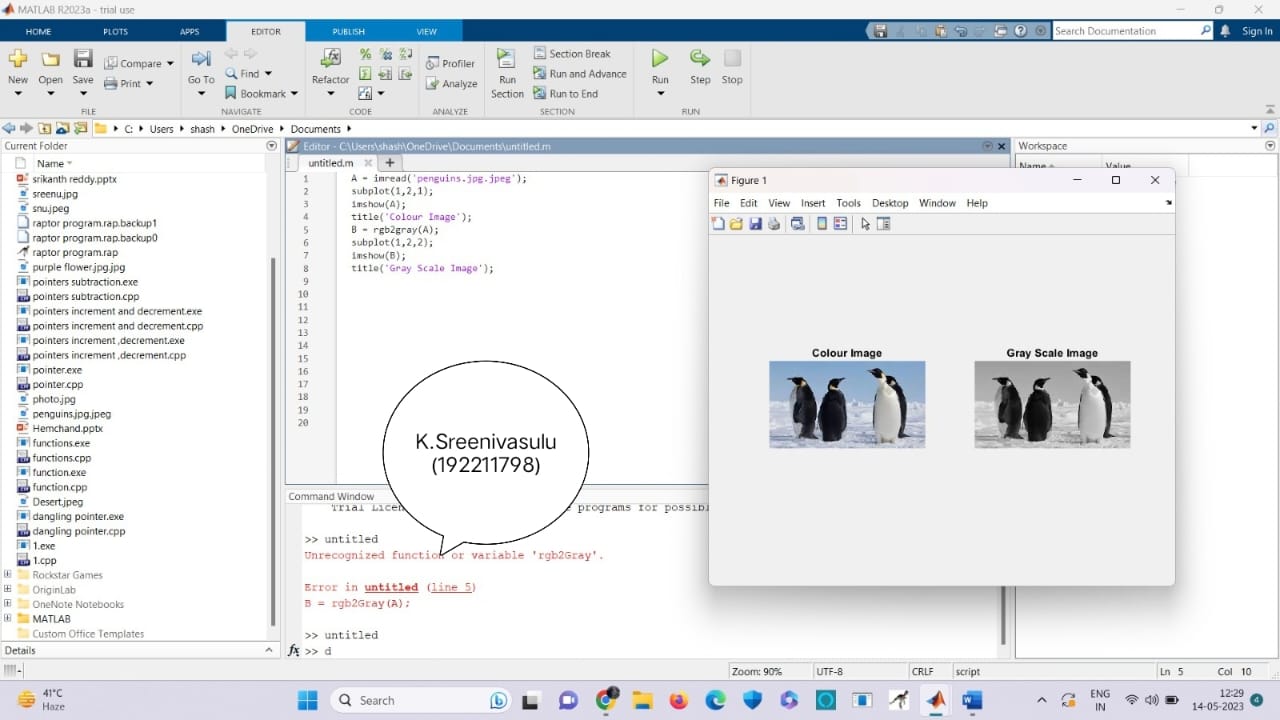 MATLAB R2023a - trial use
HOME PLOTS APPS EDITOR PUBLISH VIEW
Search Documentation
Sign In
New Open Save Compare Print
FILE
Go To Find Bookmark
NAVIGATE
Refactor
CODE
Profiler
Analyze
ANALYZE
Run Section
Section Break
Run and Advance
Run to End
SECTION
Run Step Stop
RUN
C: Users shash OneDrive Documents
Current Folder
Name
srikanth reddy.pptx
sreenu.jpg
snu.jpeg
raptor program.rap.backup1
raptor program.rap.backup0
raptor program.rap
purple flower.jpg.jpg
pointers subtraction.exe
pointers subtraction.cpp
pointers increment and decrement.exe
pointers increment and decrement.cpp
pointers increment ,decrement.exe
pointers increment ,decrement.cpp
pointer.exe
pointer.cpp
photo.jpg
penguins.jpg.jpeg
Hemchand.pptx
functions.exe
functions.cpp
function.exe
function.cpp
Desert.jpeg
dangling pointer.exe
dangling pointer.cpp
1.exe
1.cpp
Rockstar Games
OriginLab
OneNote Notebooks
MATLAB
Custom Office Templates
Details
Editor - C:\Users\shash\OneDrive\Documents\untitled.m
untitled.m
1 A = imread('penguins.jpg.jpeg');
2 subplot(1,2,1);
3 imshow(A);
4 title('Colour Image');
5 B = rgb2gray(A);
6 subplot(1,2,2);
7 imshow(B);
8 title('Gray Scale Image');
9
10
11
12
13
14
15
16
17
18
19
20
K.Sreenivasulu
(192211798)
Command Window
Trial Licen programs for possibl
>> untitled
Unrecognized function or variable 'rgb2Gray'.
Error in untitled (line 5)
B = rgb2Gray(A);
>> untitled
fx >> d
Workspace
Name Value
Figure 1
File Edit View Insert Tools Desktop Window Help
Colour Image
Gray Scale Image
Zoom: 90% UTF-8 CRLF script Ln 5 Col 10
41°C
Haze
Search
ENG
IN
12:29
14-05-2023
4